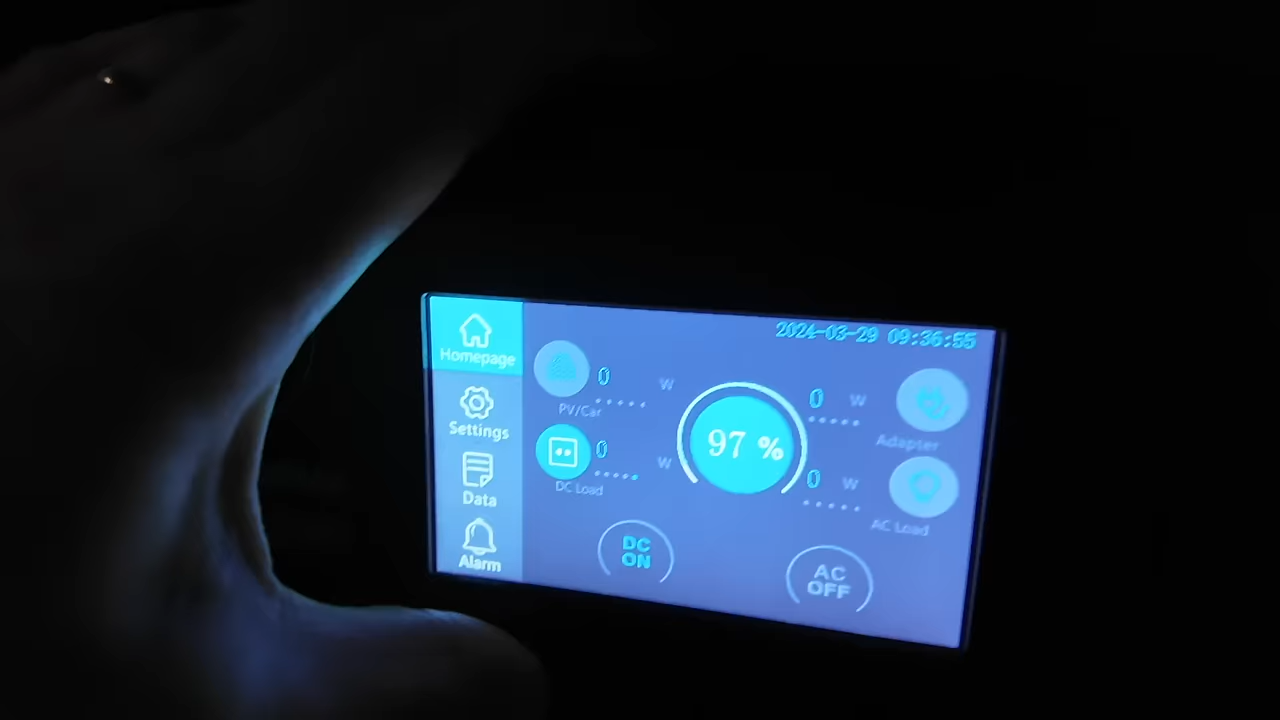 2024-03-29 09:36:55
Homepage
Settings
Data
Alarm
0 W
PV/Car
0 W
DC Load
97 %
0 W
Adapter
0 W
AC Load
DC
ON
AC
OFF